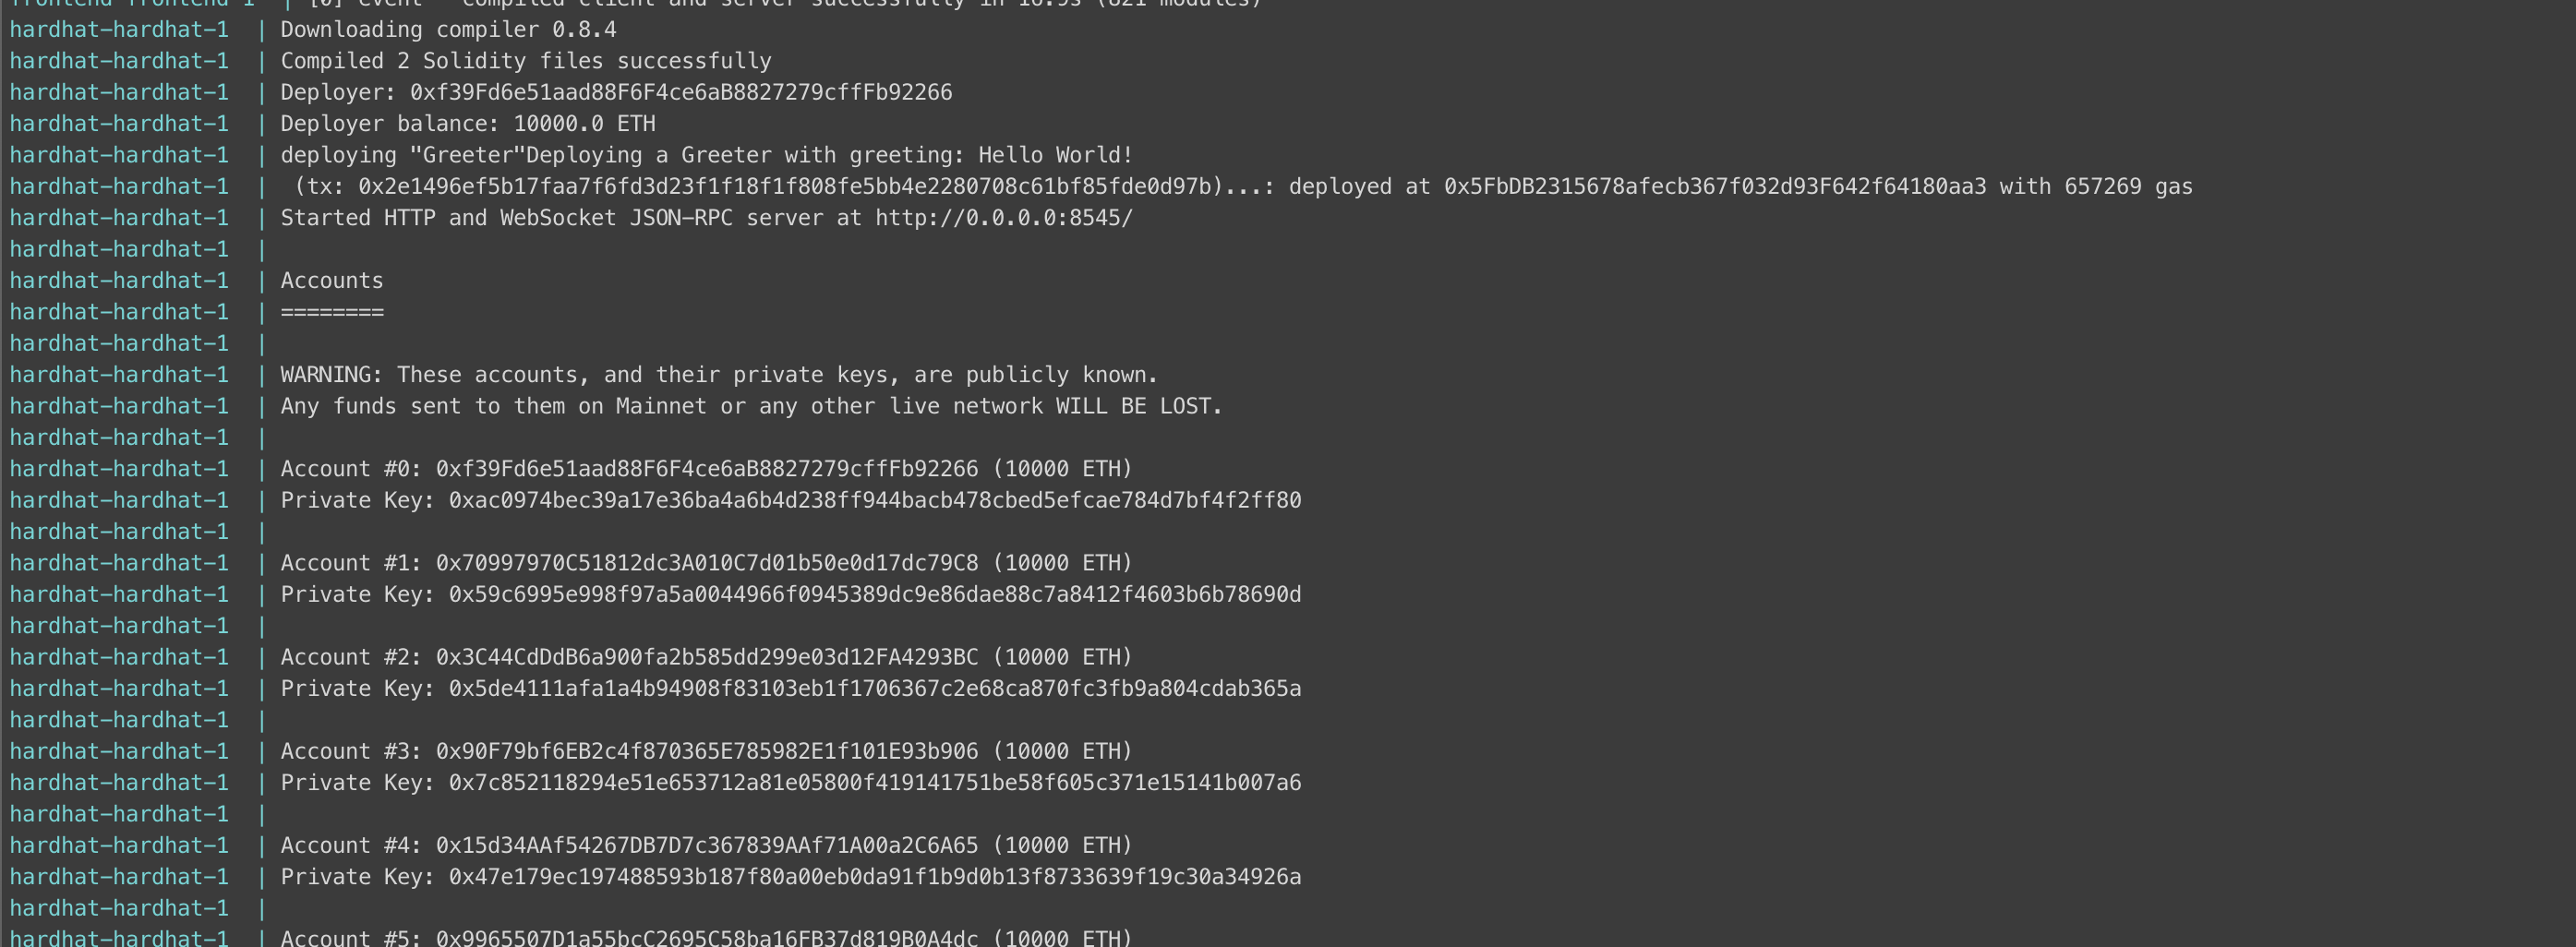 frontend-frontend-1 | [0] event - compiled client and server successfully in 16.9s (821 modules)
hardhat-hardhat-1 | Downloading compiler 0.8.4
hardhat-hardhat-1 | Compiled 2 Solidity files successfully
hardhat-hardhat-1 | Deployer: 0xf39Fd6e51aad88F6F4ce6aB8827279cffFb92266
hardhat-hardhat-1 | Deployer balance: 10000.0 ETH
hardhat-hardhat-1 | deploying "Greeter"Deploying a Greeter with greeting: Hello World!
hardhat-hardhat-1 |  (tx: 0x2e1496ef5b17faa7f6fd3d23f1f18f1f808fe5bb4e2280708c61bf85fde0d97b)...: deployed at 0x5FbDB2315678afecb367f032d93F642f64180aa3 with 657269 gas
hardhat-hardhat-1 | Started HTTP and WebSocket JSON-RPC server at http://0.0.0.0:8545/
hardhat-hardhat-1 |
hardhat-hardhat-1 | Accounts
hardhat-hardhat-1 | ========
hardhat-hardhat-1 |
hardhat-hardhat-1 | WARNING: These accounts, and their private keys, are publicly known.
hardhat-hardhat-1 | Any funds sent to them on Mainnet or any other live network WILL BE LOST.
hardhat-hardhat-1 |
hardhat-hardhat-1 | Account #0: 0xf39Fd6e51aad88F6F4ce6aB8827279cffFb92266 (10000 ETH)
hardhat-hardhat-1 | Private Key: 0xac0974bec39a17e36ba4a6b4d238ff944bacb478cbed5efcae784d7bf4f2ff80
hardhat-hardhat-1 |
hardhat-hardhat-1 | Account #1: 0x70997970C51812dc3A010C7d01b50e0d17dc79C8 (10000 ETH)
hardhat-hardhat-1 | Private Key: 0x59c6995e998f97a5a0044966f0945389dc9e86dae88c7a8412f4603b6b78690d
hardhat-hardhat-1 |
hardhat-hardhat-1 | Account #2: 0x3C44CdDdB6a900fa2b585dd299e03d12FA4293BC (10000 ETH)
hardhat-hardhat-1 | Private Key: 0x5de4111afa1a4b94908f83103eb1f1706367c2e68ca870fc3fb9a804cdab365a
hardhat-hardhat-1 |
hardhat-hardhat-1 | Account #3: 0x90F79bf6EB2c4f870365E785982E1f101E93b906 (10000 ETH)
hardhat-hardhat-1 | Private Key: 0x7c852118294e51e653712a81e05800f419141751be58f605c371e15141b007a6
hardhat-hardhat-1 |
hardhat-hardhat-1 | Account #4: 0x15d34AAf54267DB7D7c367839AAf71A00a2C6A65 (10000 ETH)
hardhat-hardhat-1 | Private Key: 0x47e179ec197488593b187f80a00eb0da91f1b9d0b13f8733639f19c30a34926a
hardhat-hardhat-1 |
hardhat-hardhat-1 | Account #5: 0x9965507D1a55bcC2695C58ba16FB37d819B0A4dc (10000 ETH)